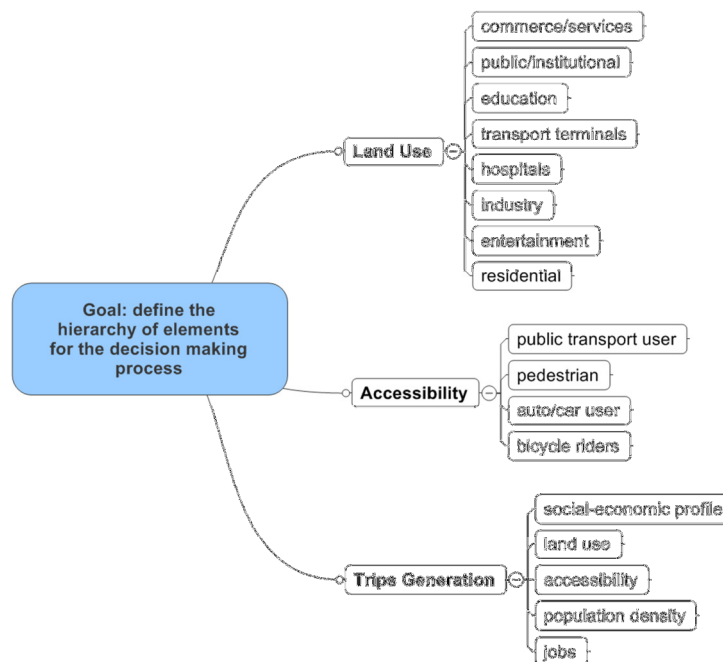 commerce/services
public/institutional
education
transport terminals
Land Use
hospitals
industry
entertainment
residential
Goal: define the
hierarchy of elements
for the decision making
process
public transport user
pedestrian
Accessibility
auto/car user
bicycle riders
social-economic profile
land use
Trips Generation
accessibility
population density
jobs